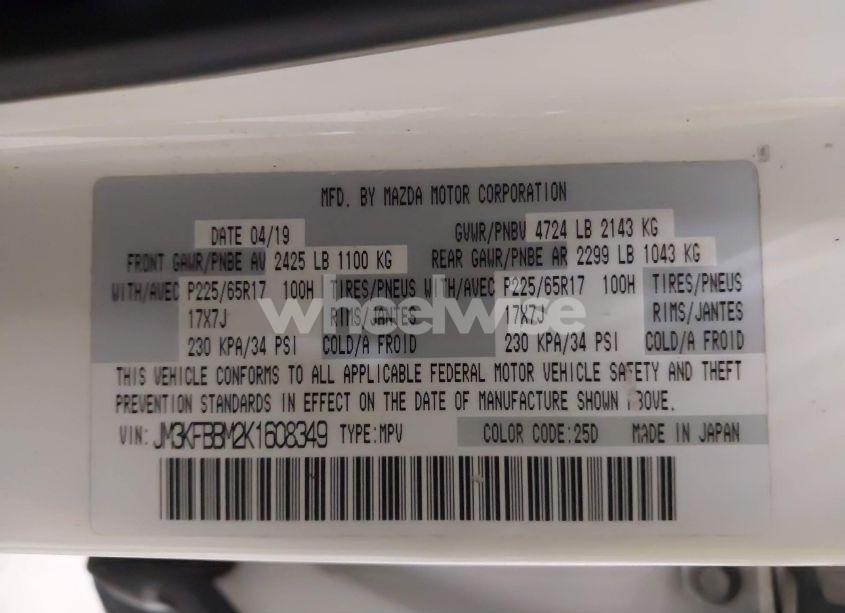 MFD. BY MAZDA MOTOR CORPORATION
DATE 04/19 GVWR/PNBV 4724 LB 2143 KG
FRONT GAWR/PNBE AV 2425 LB 1100 KG REAR GAWR/PNBE AR 2299 LB 1043 KG
WITH/AVEC P225/65R17 100H TIRES/PNEUS WITH/AVEC P225/65R17 100H TIRES/PNEUS
17X7J RIMS/JANTES 17X7J RIMS/JANTES
wheelwise
230 KPA/34 PSI COLD/A FROID 230 KPA/34 PSI COLD/A FROID
THIS VEHICLE CONFORMS TO ALL APPLICABLE FEDERAL MOTOR VEHICLE SAFETY AND THEFT
PREVENTION STANDARDS IN EFFECT ON THE DATE OF MANUFACTURE SHOWN ABOVE.
VIN: JM3KFBBM2K1608349 TYPE:MPV COLOR CODE:25D MADE IN JAPAN